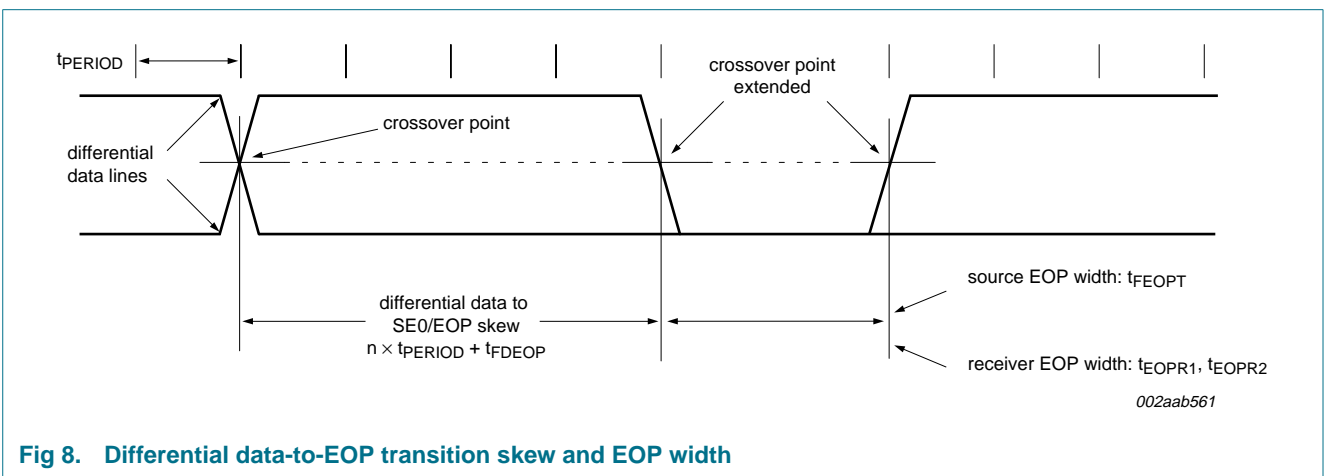 tPERIOD
crossover point
extended
crossover point
differential
data lines
differential data to
SE0/EOP skew
n × tPERIOD + tFDEOP
source EOP width: tFEOPT
receiver EOP width: tEOPR1, tEOPR2
002aab561
Fig 8. Differential data-to-EOP transition skew and EOP width